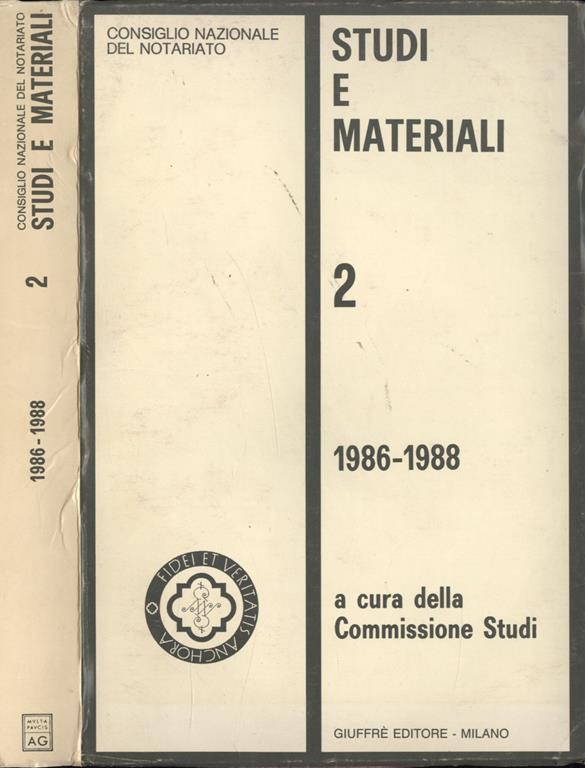 CONSIGLIO NAZIONALE DEL NOTARIATO
STUDI E MATERIALI
2
1986-1988
MVLTA
PAVCIS
AG
CONSIGLIO NAZIONALE
DEL NOTARIATO
FIDEI ET VERITATIS ANCHORA
STUDI
E
MATERIALI
2
1986-1988
a cura della
Commissione Studi
GIUFFRÈ EDITORE - MILANO